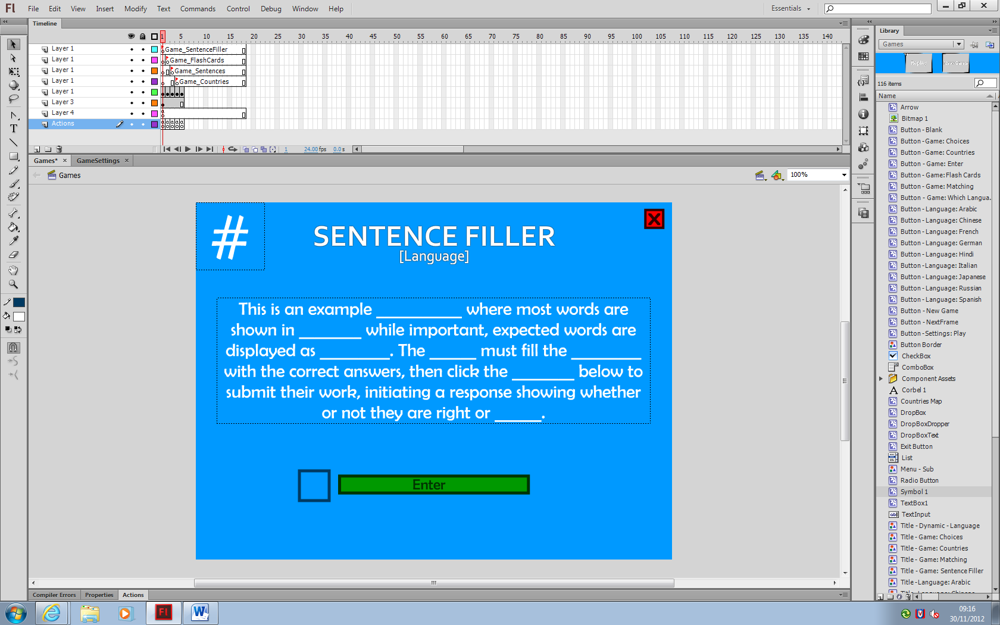 Fl File Edit View Insert Modify Text Commands Control Debug Window Help Essentials
Timeline
1 5 10 15 20 25 30 35 40 45 50 55 60 65 70 75 80 85 90 95 100 105 110 115 120 125 130 135 140
Layer 1 Game_SentenceFiller
Layer 1 Game_FlashCards
Layer 1 Game_Sentences
Layer 1 Game_Countries
Layer 1
Layer 3
Layer 4
Actions
1 24.00 fps 0.0 s
Games* GameSettings
Games
100%
#
SENTENCE FILLER
[Language]
This is an example ___________ where most words are
shown in ________ while important, expected words are
displayed as _________. The ______ must fill the _________
with the correct answers, then click the ________ below to
submit their work, initiating a response showing whether
or not they are right or ______.
Enter
Compiler Errors Properties Actions
Library
Games
Replay New Game
116 items
Name
Arrow
Bitmap 1
Button - Blank
Button - Game: Choices
Button - Game: Countries
Button - Game: Enter
Button - Game: Flash Cards
Button - Game: Matching
Button - Game: Which Langua..
Button - Language: Arabic
Button - Language: Chinese
Button - Language: French
Button - Language: German
Button - Language: Hindi
Button - Language: Italian
Button - Language: Japanese
Button - Language: Russian
Button - Language: Spanish
Button - New Game
Button - NextFrame
Button - Settings: Play
Button Border
CheckBox
ComboBox
Component Assets
Corbel 1
Countries Map
DropBox
DropBoxDropper
DropBoxText
Exit Button
List
Menu - Sub
Radio Button
Symbol 1
TextBox1
TextInput
Title - Dynamic - Language
Title - Game: Choices
Title - Game: Countries
Title - Game: Matching
Title - Game: Sentence Filler
Title - Language: Arabic
Title - Language: Chinese
09:16
30/11/2012